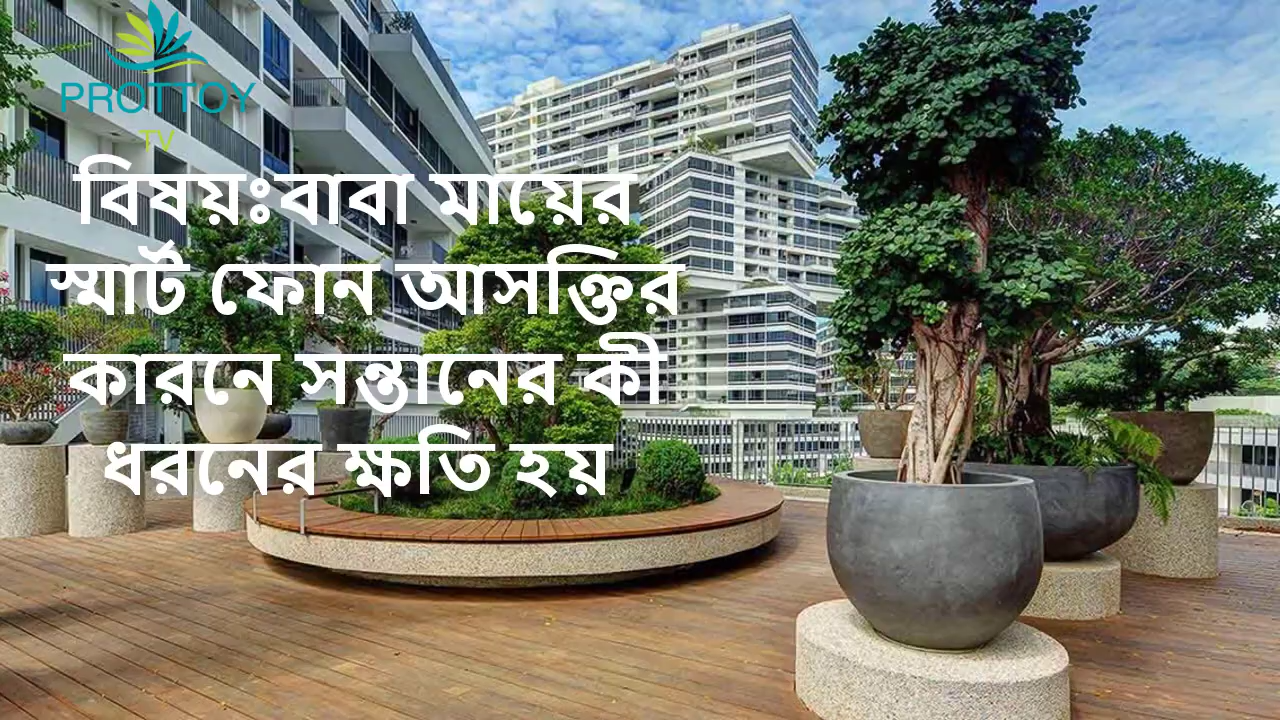 PROTTOY
TV
বিষয়ঃবাবা মায়ের
স্মার্ট ফোন আসক্তির
কারনে সন্তানের কী
ধরনের ক্ষতি হয়